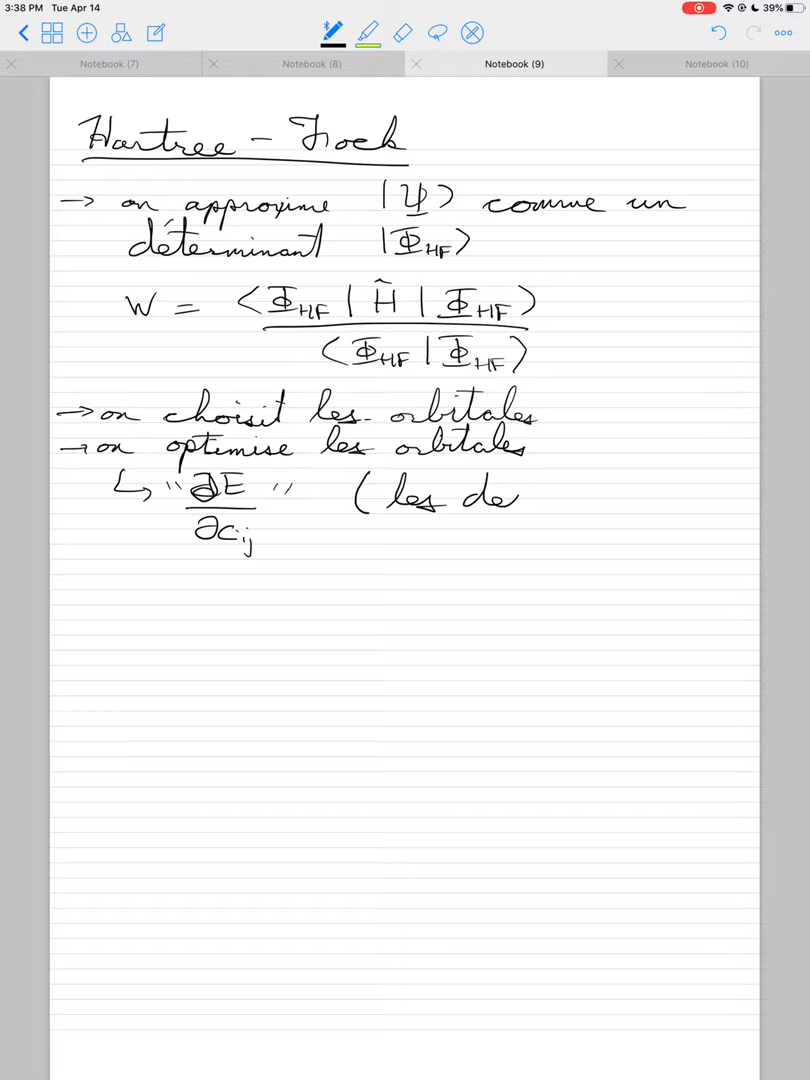 3:38 PM Tue Apr 14
39%
Notebook (7)
Notebook (8)
Notebook (9)
Notebook (10)
Hartree - Fock
→ on approxime |Ψ⟩ comme un
déterminant |Φ_HF⟩
W = ⟨Φ_HF | Ĥ | Φ_HF⟩
⟨Φ_HF | Φ_HF⟩
→ on choisit les orbitales
→ on optimise les orbitales
↳ "∂E" (les de
∂c_ij